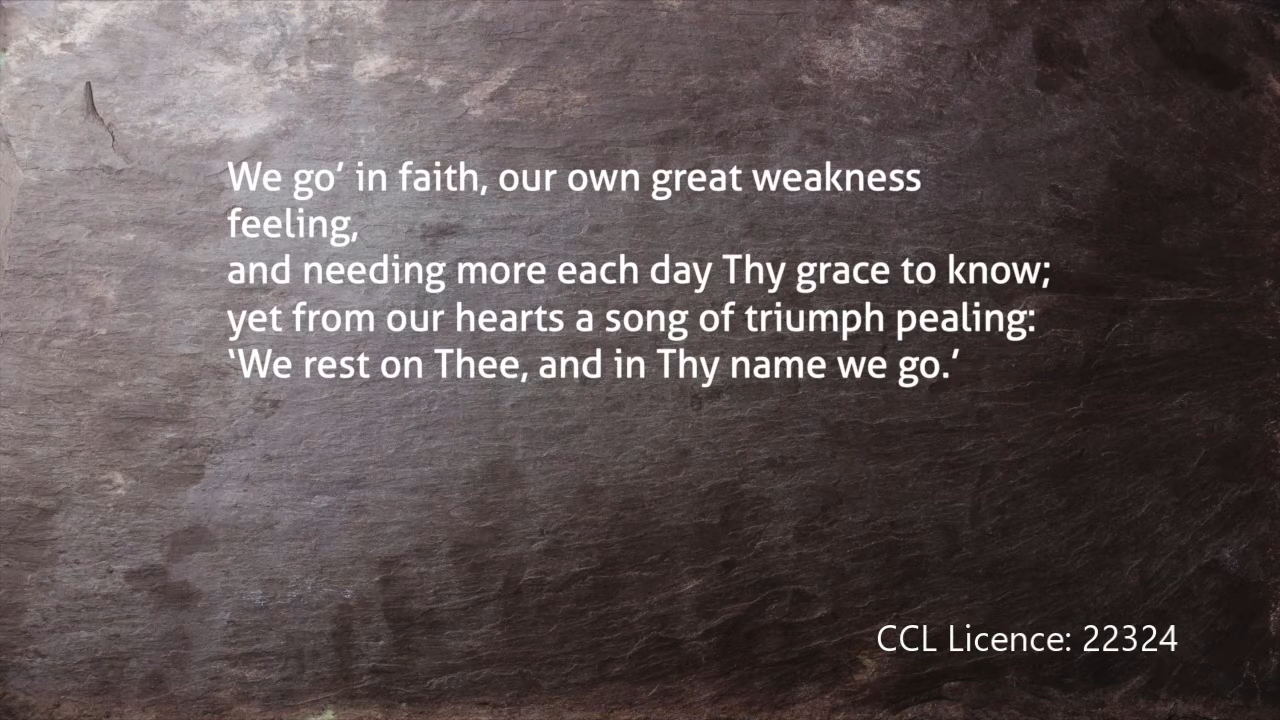 We go’ in faith, our own great weakness
feeling,
and needing more each day Thy grace to know;
yet from our hearts a song of triumph pealing:
‘We rest on Thee, and in Thy name we go.’
CCL Licence: 22324